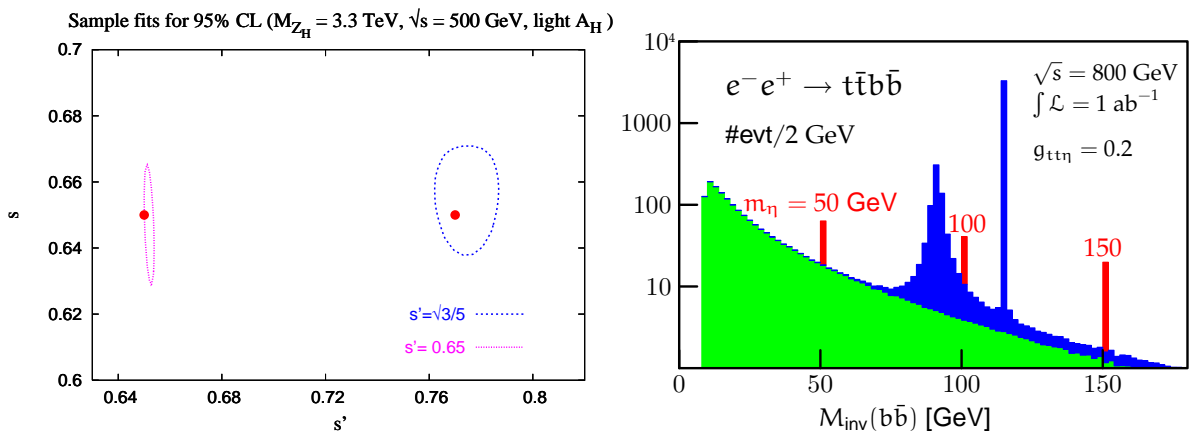 Sample fits for 95% CL (M_{Z_H} = 3.3 TeV, √s = 500 GeV, light A_H )
0.7
0.68
0.66
0.64
0.62
0.6
s
s'=√3/5
s'= 0.65
0.64
0.68
0.72
0.76
0.8
s'
10⁴
1000
100
10
e⁻e⁺ → tt̄bb̄
#evt/2 GeV
√s = 800 GeV
∫ℒ = 1 ab⁻¹
g_{ttη} = 0.2
m_η = 50 GeV
100
150
0
50
100
150
M_{inv}(bb̄) [GeV]